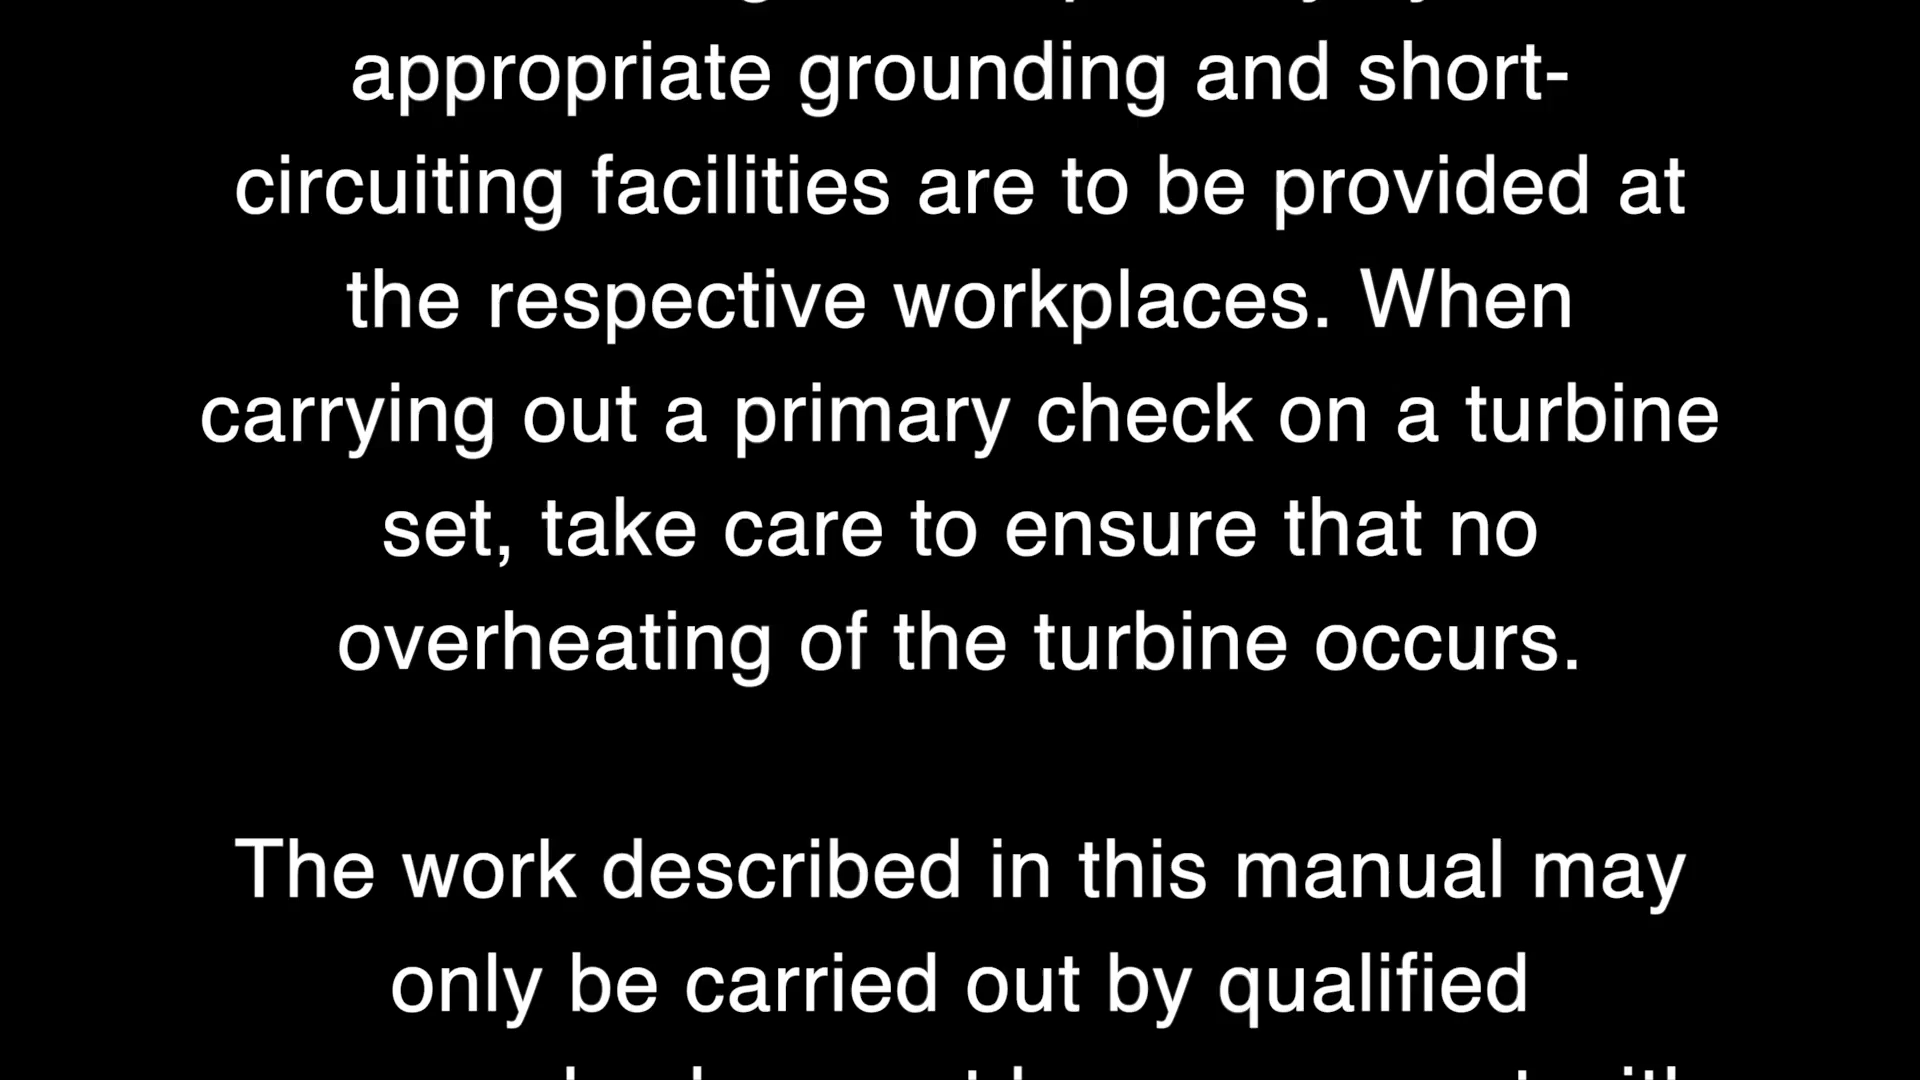 appropriate grounding and short-
circuiting facilities are to be provided at
the respective workplaces. When
carrying out a primary check on a turbine
set, take care to ensure that no
overheating of the turbine occurs.
The work described in this manual may
only be carried out by qualified